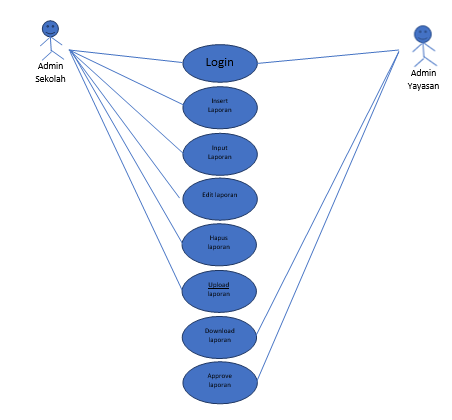 Admin
Sekolah
Admin
Yayasan
Login
Insert
Laporan
Input
Laporan
Edit laporan
Hapus
laporan
Upload
laporan
Download
laporan
Approve
laporan